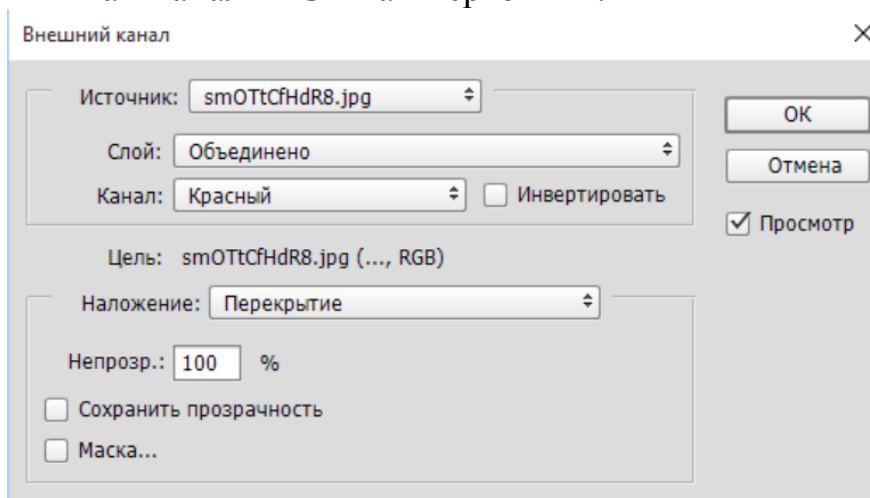 Внешний канал
Источник: smOTtCfHdR8.jpg
OK
Слой: Объединено
Отмена
Канал: Красный Инвертировать
Просмотр
Цель: smOTtCfHdR8.jpg (..., RGB)
Наложение: Перекрытие
Непрозр.: 100 %
Сохранить прозрачность
Маска...